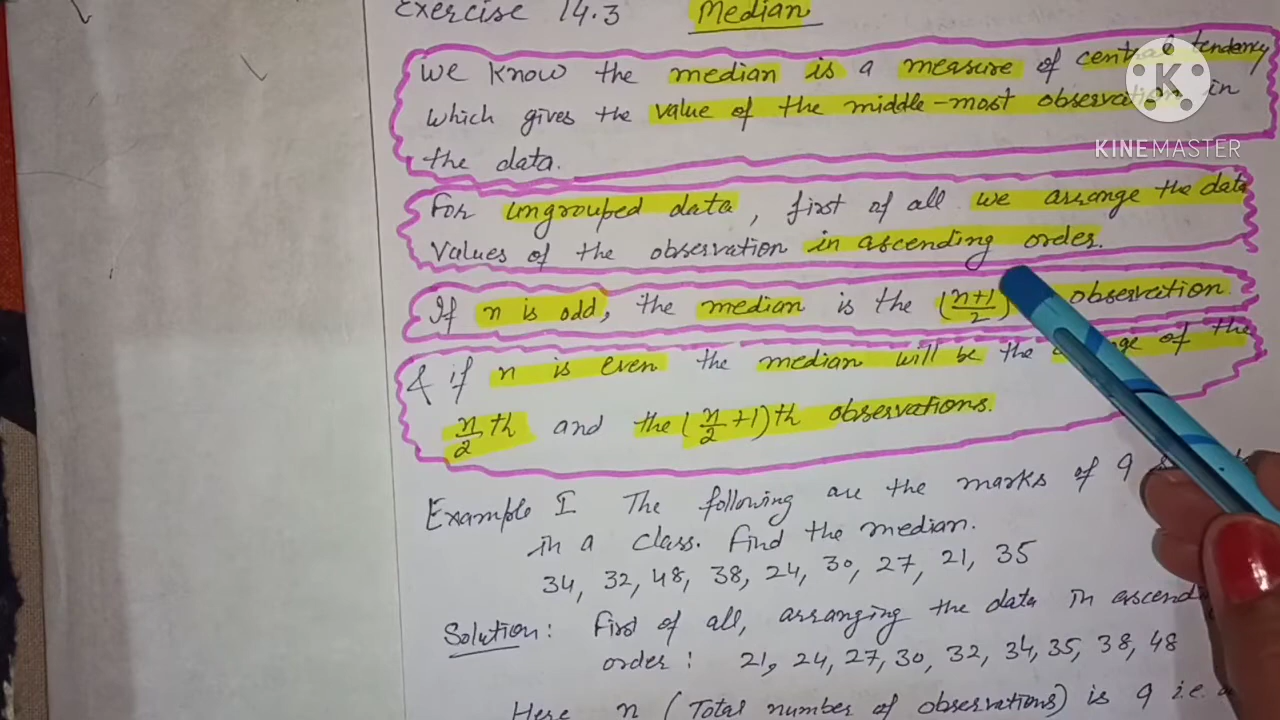 Exercise 14.3 Median
We know the median is a measure of central tendency
which gives the value of the middle-most observation in
the data.
For ungrouped data, first of all we arrange the data
values of the observation in ascending order.
If n is odd, the median is the (n+1/2) observation.
& if n is even the median will be the of the
n/2 th and the (n/2 +1)th observations.
Example I The following are the marks of 9
in a class. Find the median.
34, 32, 48, 38, 24, 30, 27, 21, 35
Solution: First of all, arranging the data in
order: 21, 24, 27, 30, 32, 34, 35, 38, 48
Here n (Total number of observations) is 9 i.e.
K
KINEMASTER